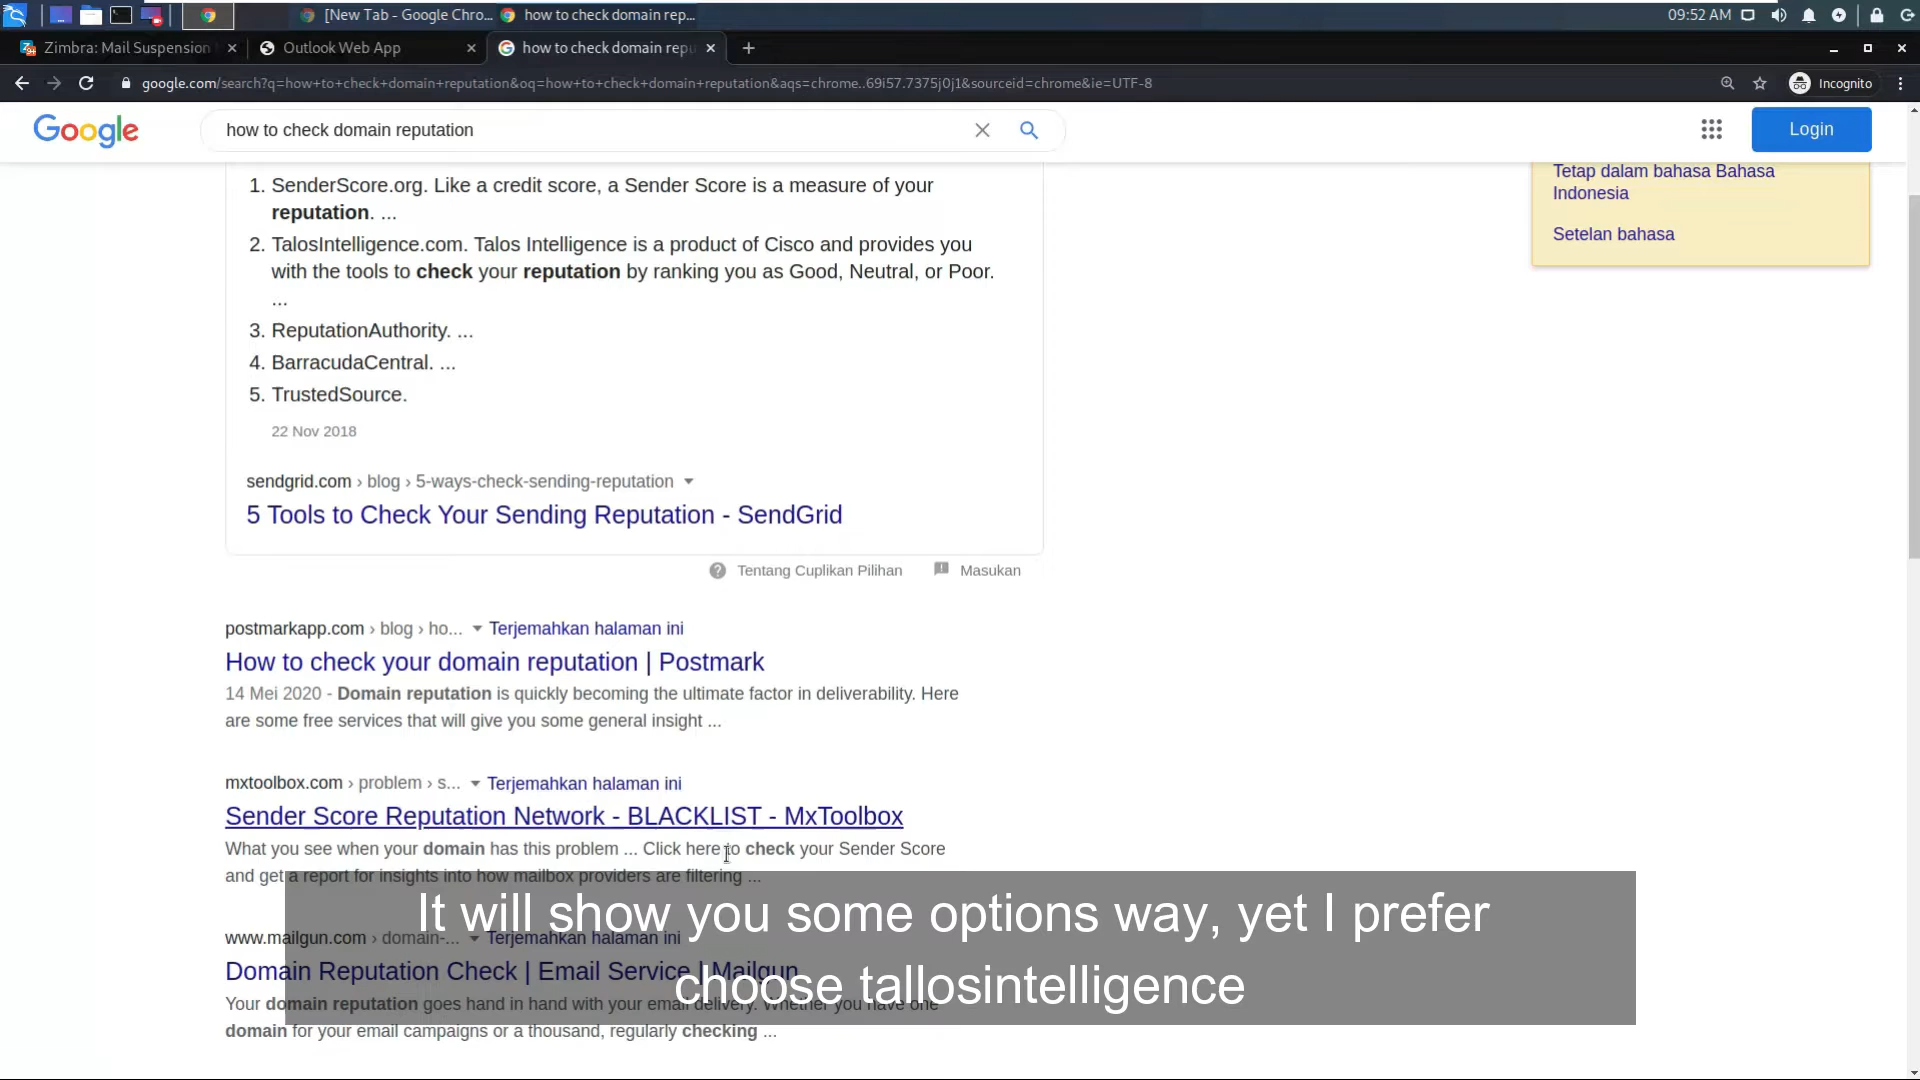 [New Tab - Google Chro...
how to check domain rep...
09:52 AM
Zimbra: Mail Suspension
Outlook Web App
how to check domain repu
google.com/search?q=how+to+check+domain+reputation&oq=how+to+check+domain+reputation&aqs=chrome..69i57.7375j0j1&sourceid=chrome&ie=UTF-8
Incognito
Google
how to check domain reputation
Login
Tetap dalam bahasa Bahasa
Indonesia
Setelan bahasa
1. SenderScore.org. Like a credit score, a Sender Score is a measure of your
reputation. ...
2. TalosIntelligence.com. Talos Intelligence is a product of Cisco and provides you
with the tools to check your reputation by ranking you as Good, Neutral, or Poor.
...
3. ReputationAuthority. ...
4. BarracudaCentral. ...
5. TrustedSource.
22 Nov 2018
sendgrid.com › blog › 5-ways-check-sending-reputation
5 Tools to Check Your Sending Reputation - SendGrid
Tentang Cuplikan Pilihan
Masukan
postmarkapp.com › blog › ho... Terjemahkan halaman ini
How to check your domain reputation | Postmark
14 Mei 2020 - Domain reputation is quickly becoming the ultimate factor in deliverability. Here
are some free services that will give you some general insight ...
mxtoolbox.com › problem › s... Terjemahkan halaman ini
Sender Score Reputation Network - BLACKLIST - MxToolbox
What you see when your domain has this problem ... Click here to check your Sender Score
and get a report for insights into how mailbox providers are filtering ...
www.mailgun.com › domain-... Terjemahkan halaman ini
Domain Reputation Check | Email Service | Mailgun
Your domain reputation goes hand in hand with your email delivery. Whether you have one
domain for your email campaigns or a thousand, regularly checking ...
It will show you some options way, yet I prefer
choose tallosintelligence